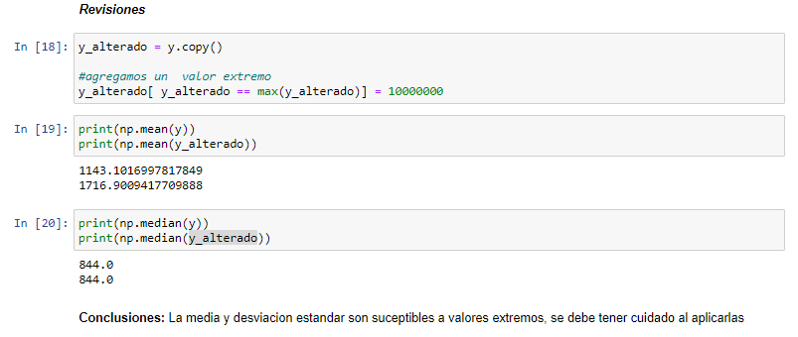 Revisiones
In [18]: y_alterado = y.copy()
#agregamos un  valor extremo
y_alterado[ y_alterado == max(y_alterado)] = 10000000
In [19]: print(np.mean(y))
print(np.mean(y_alterado))
1143.1016997817849
1716.9009417709888
In [20]: print(np.median(y))
print(np.median(y_alterado))
844.0
844.0
Conclusiones: La media y desviacion estandar son suceptibles a valores extremos, se debe tener cuidado al aplicarlas